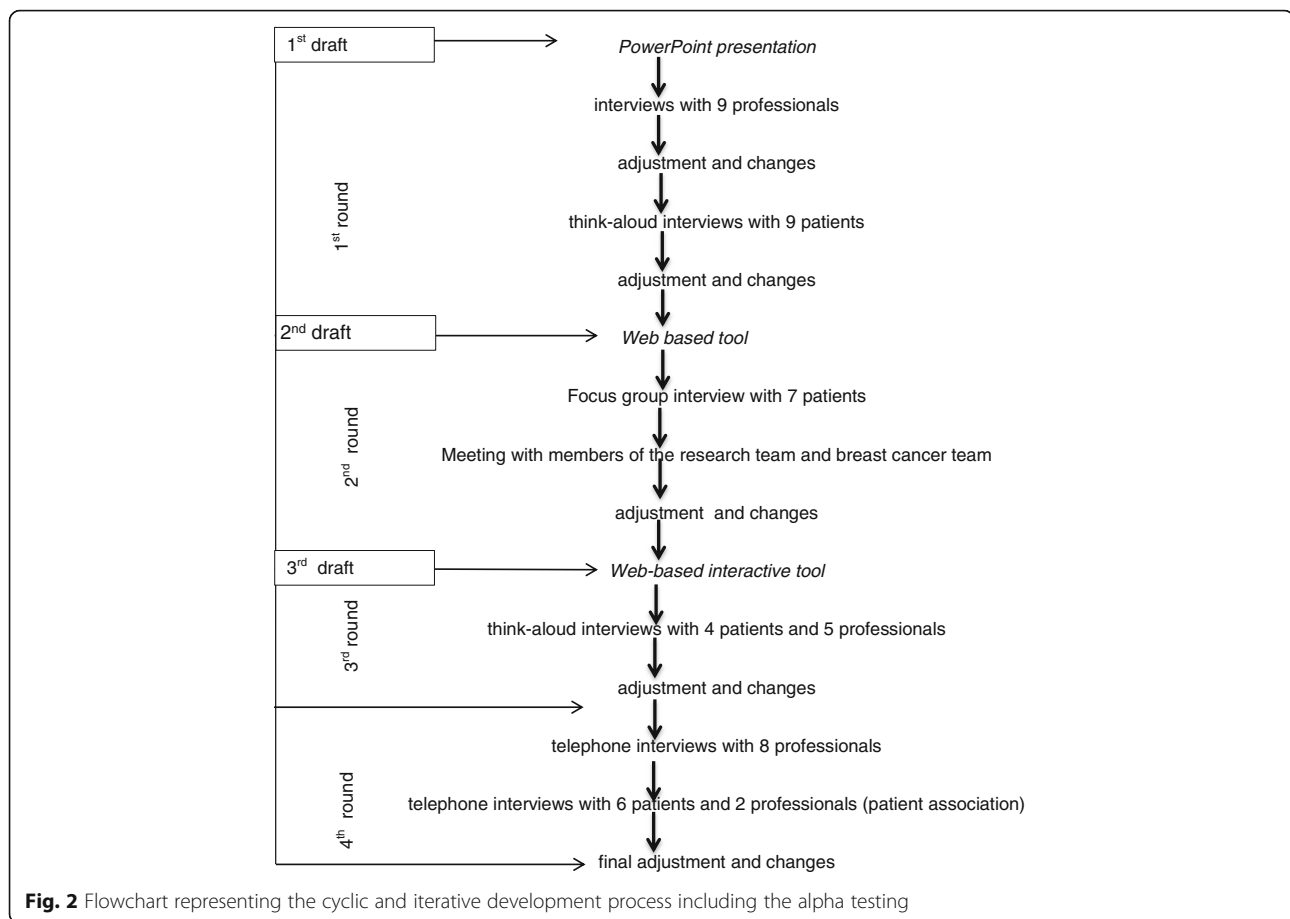 1st draft
PowerPoint presentation
interviews with 9 professionals
adjustment and changes
1st round
think-aloud interviews with 9 patients
adjustment and changes
2nd draft
Web based tool
Focus group interview with 7 patients
2nd round
Meeting with members of the research team and breast cancer team
adjustment and changes
3rd draft
Web-based interactive tool
think-aloud interviews with 4 patients and 5 professionals
3rd round
adjustment and changes
telephone interviews with 8 professionals
4th round
telephone interviews with 6 patients and 2 professionals (patient association)
final adjustment and changes
Fig. 2 Flowchart representing the cyclic and iterative development process including the alpha testing